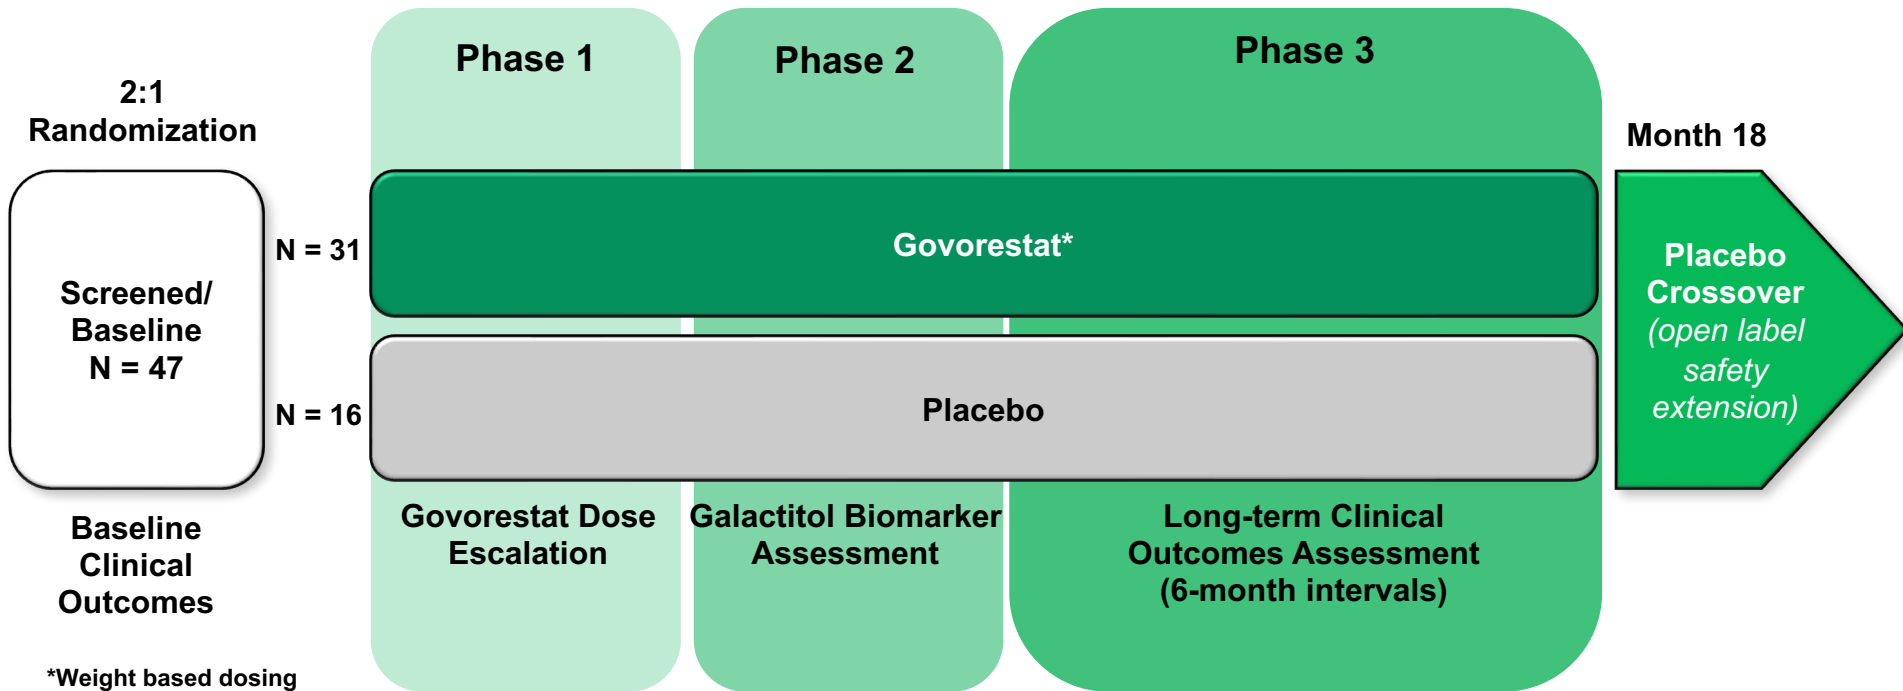 2:1
Randomization
Screened/
Baseline
N = 47
Baseline
Clinical
Outcomes
*Weight based dosing
N = 31
N = 16
Phase 1
Phase 2
Phase 3
Govorestat*
Placebo
Govorestat Dose
Escalation
Galactitol Biomarker
Assessment
Long-term Clinical
Outcomes Assessment
(6-month intervals)
Month 18
Placebo
Crossover
(open label
safety
extension)